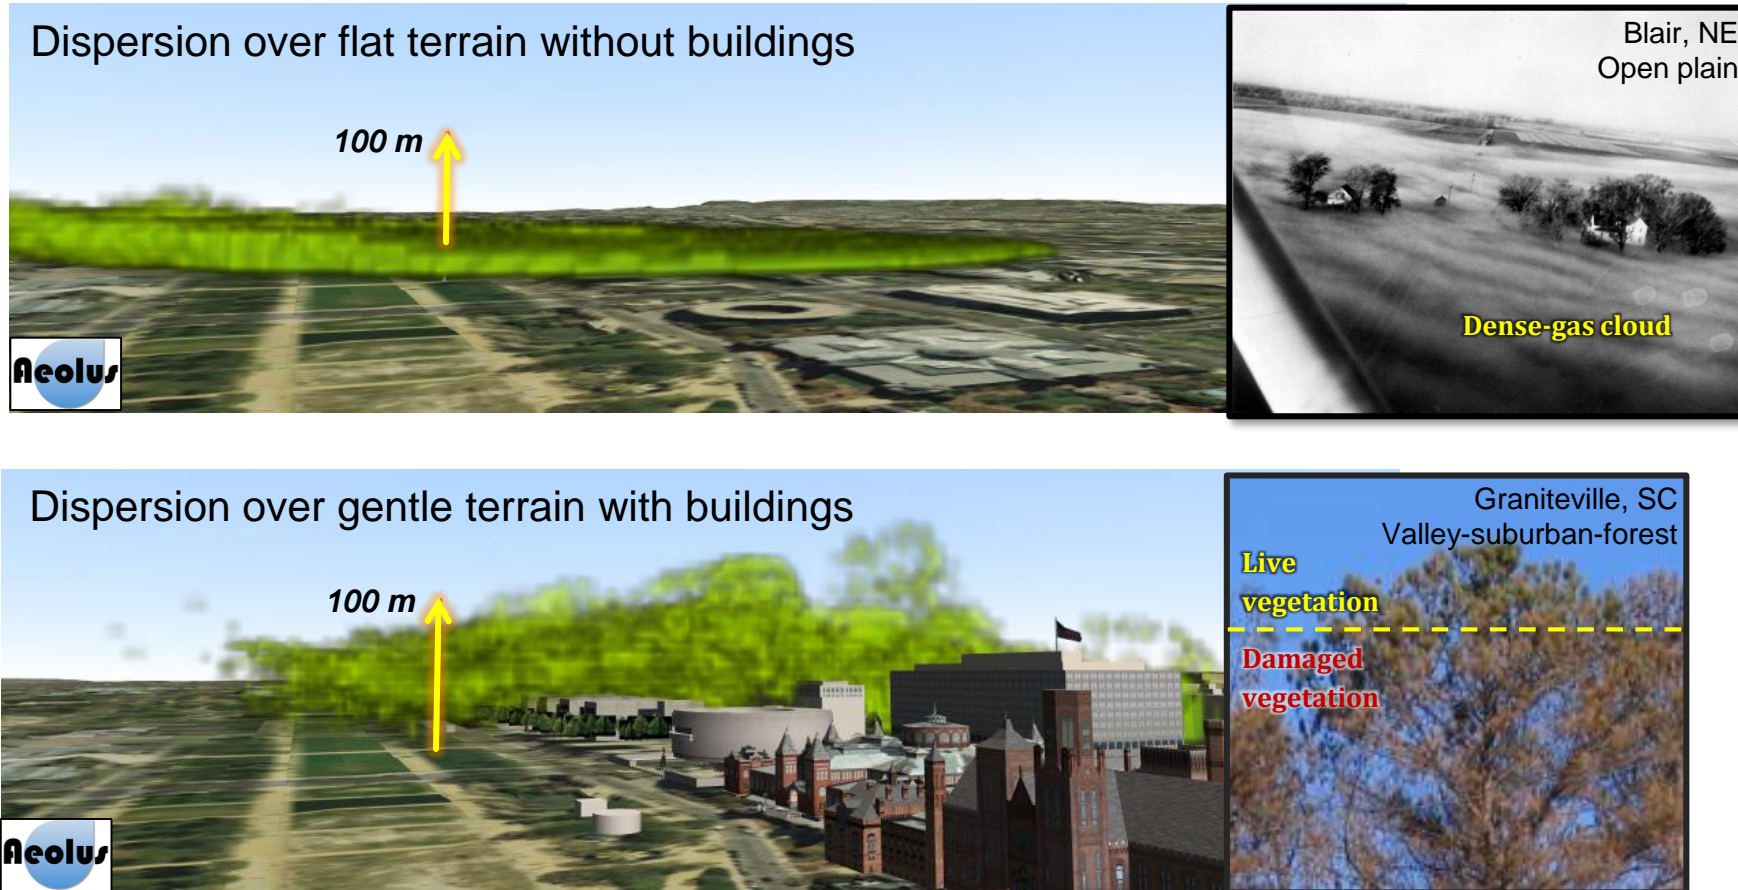 Dispersion over flat terrain without buildings
100 m
Aeolus
Blair, NE
Open plain
Dense-gas cloud
Dispersion over gentle terrain with buildings
100 m
Aeolus
Graniteville, SC
Valley-suburban-forest
Live
vegetation
Damaged
vegetation